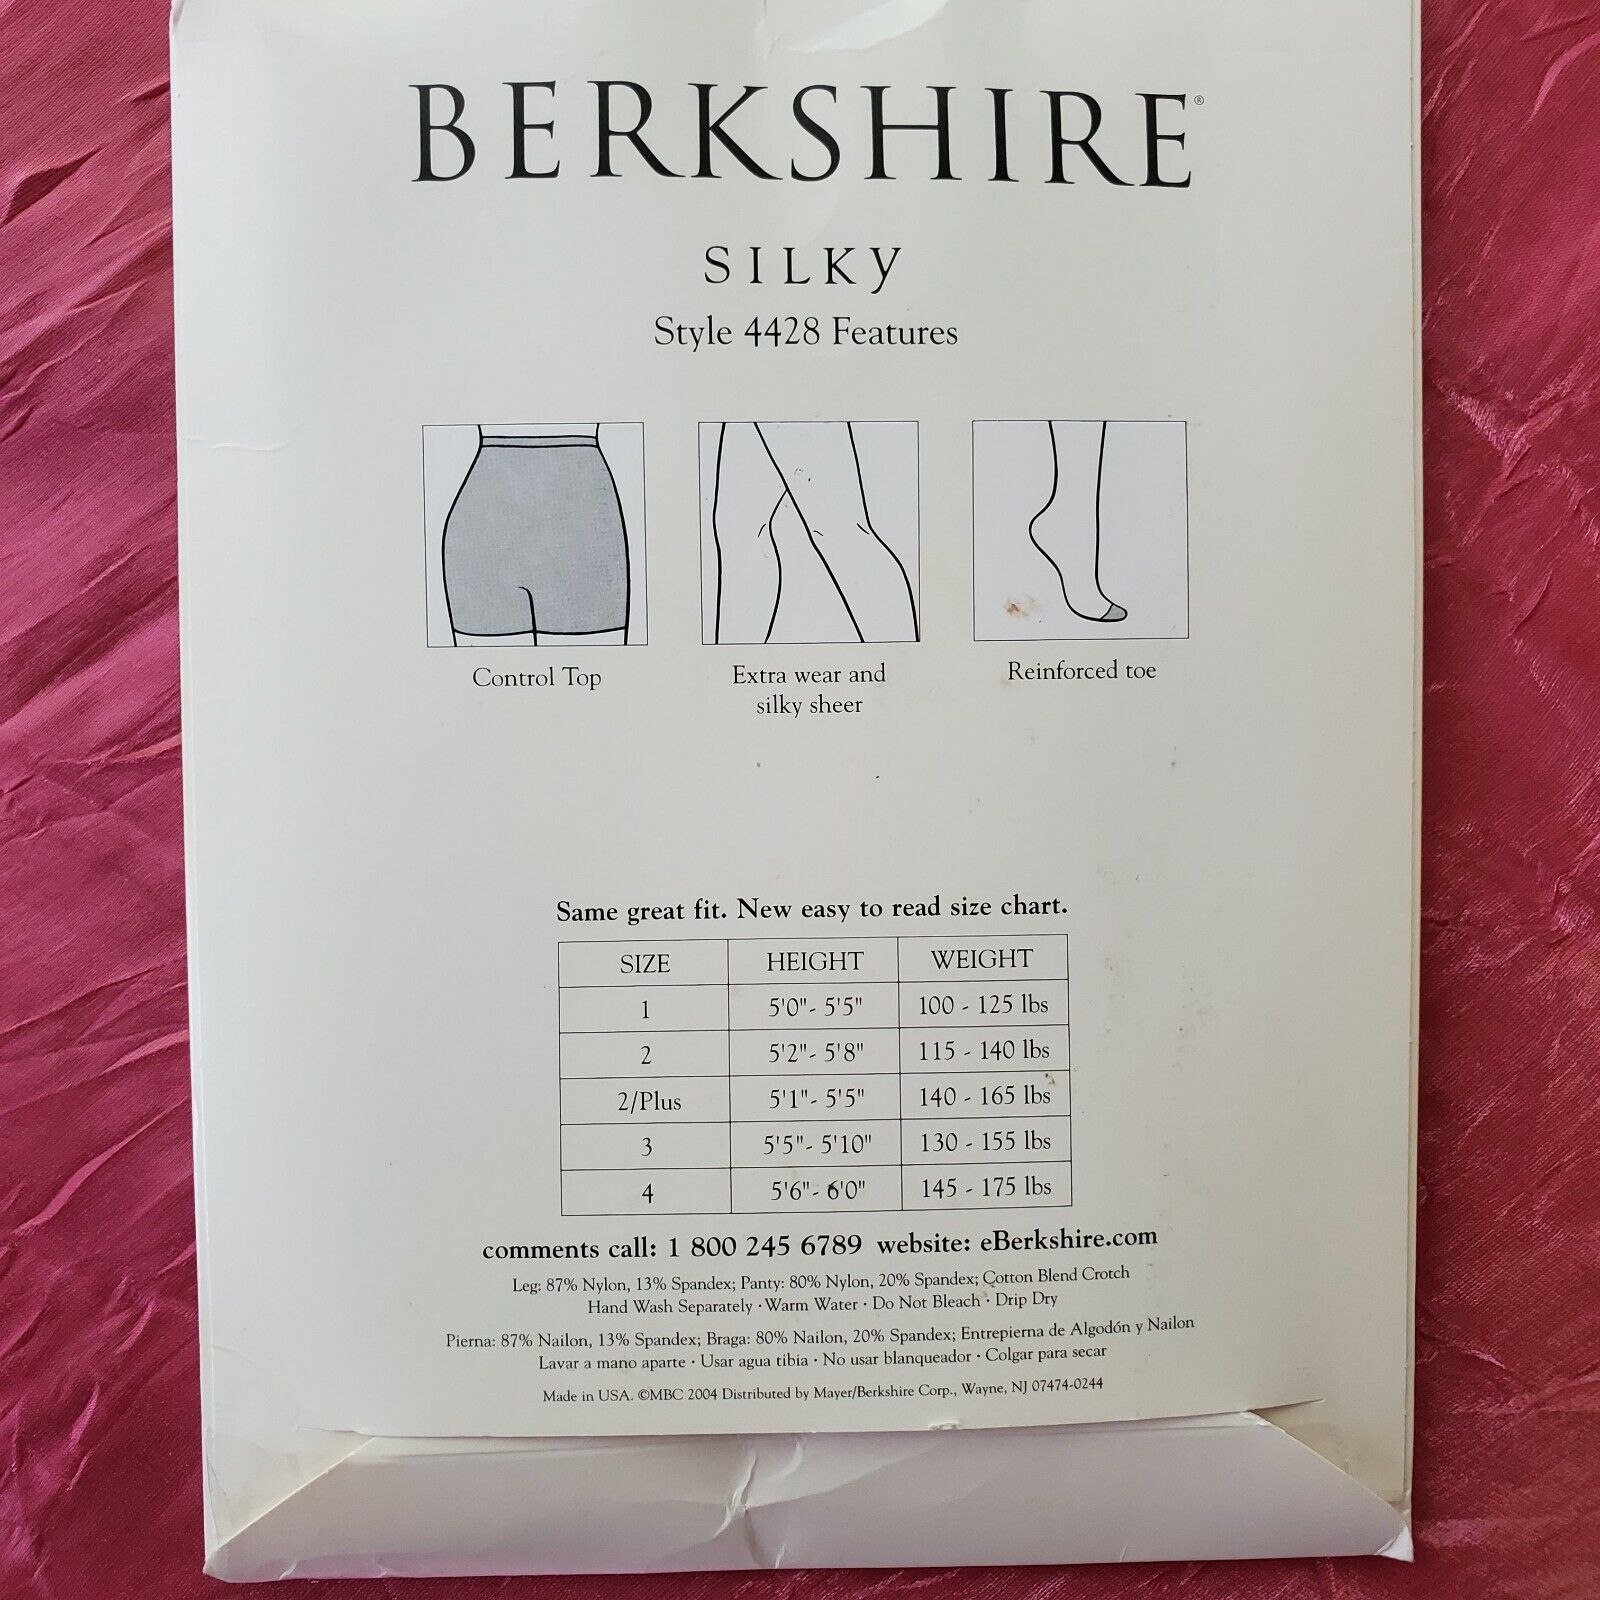 BERKSHIRE®
SILKY
Style 4428 Features
Control Top
Extra wear and
silky sheer
Reinforced toe
Same great fit. New easy to read size chart.
SIZE HEIGHT WEIGHT
1 5'0"- 5'5" 100 - 125 lbs
2 5'2"- 5'8" 115 - 140 lbs
2/Plus 5'1"- 5'5" 140 - 165 lbs
3 5'5"- 5'10" 130 - 155 lbs
4 5'6"- 6'0" 145 - 175 lbs
comments call: 1 800 245 6789 website: eBerkshire.com
Leg: 87% Nylon, 13% Spandex; Panty: 80% Nylon, 20% Spandex; Cotton Blend Crotch
Hand Wash Separately · Warm Water · Do Not Bleach · Drip Dry
Pierna: 87% Nailon, 13% Spandex; Braga: 80% Nailon, 20% Spandex; Entrepierna de Algodón y Nailon
Lavar a mano aparte · Usar agua tibia · No usar blanqueador · Colgar para secar
Made in USA. ©MBC 2004 Distributed by Mayer/Berkshire Corp., Wayne, NJ 07474-0244